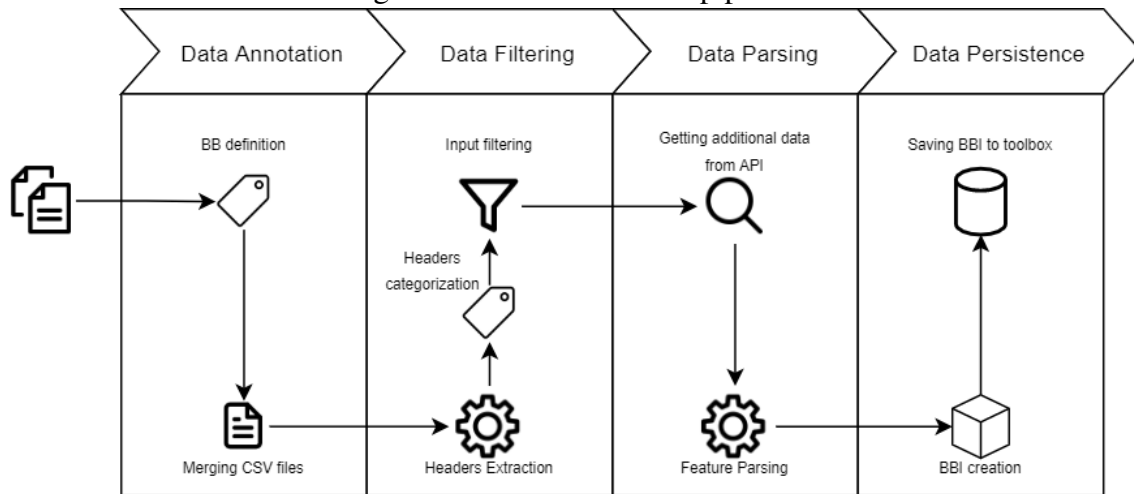 Data Annotation
Data Filtering
Data Parsing
Data Persistence
BB definition
Merging CSV files
Input filtering
Headers
categorization
Headers Extraction
Getting additional data
from API
Feature Parsing
Saving BBI to toolbox
BBI creation